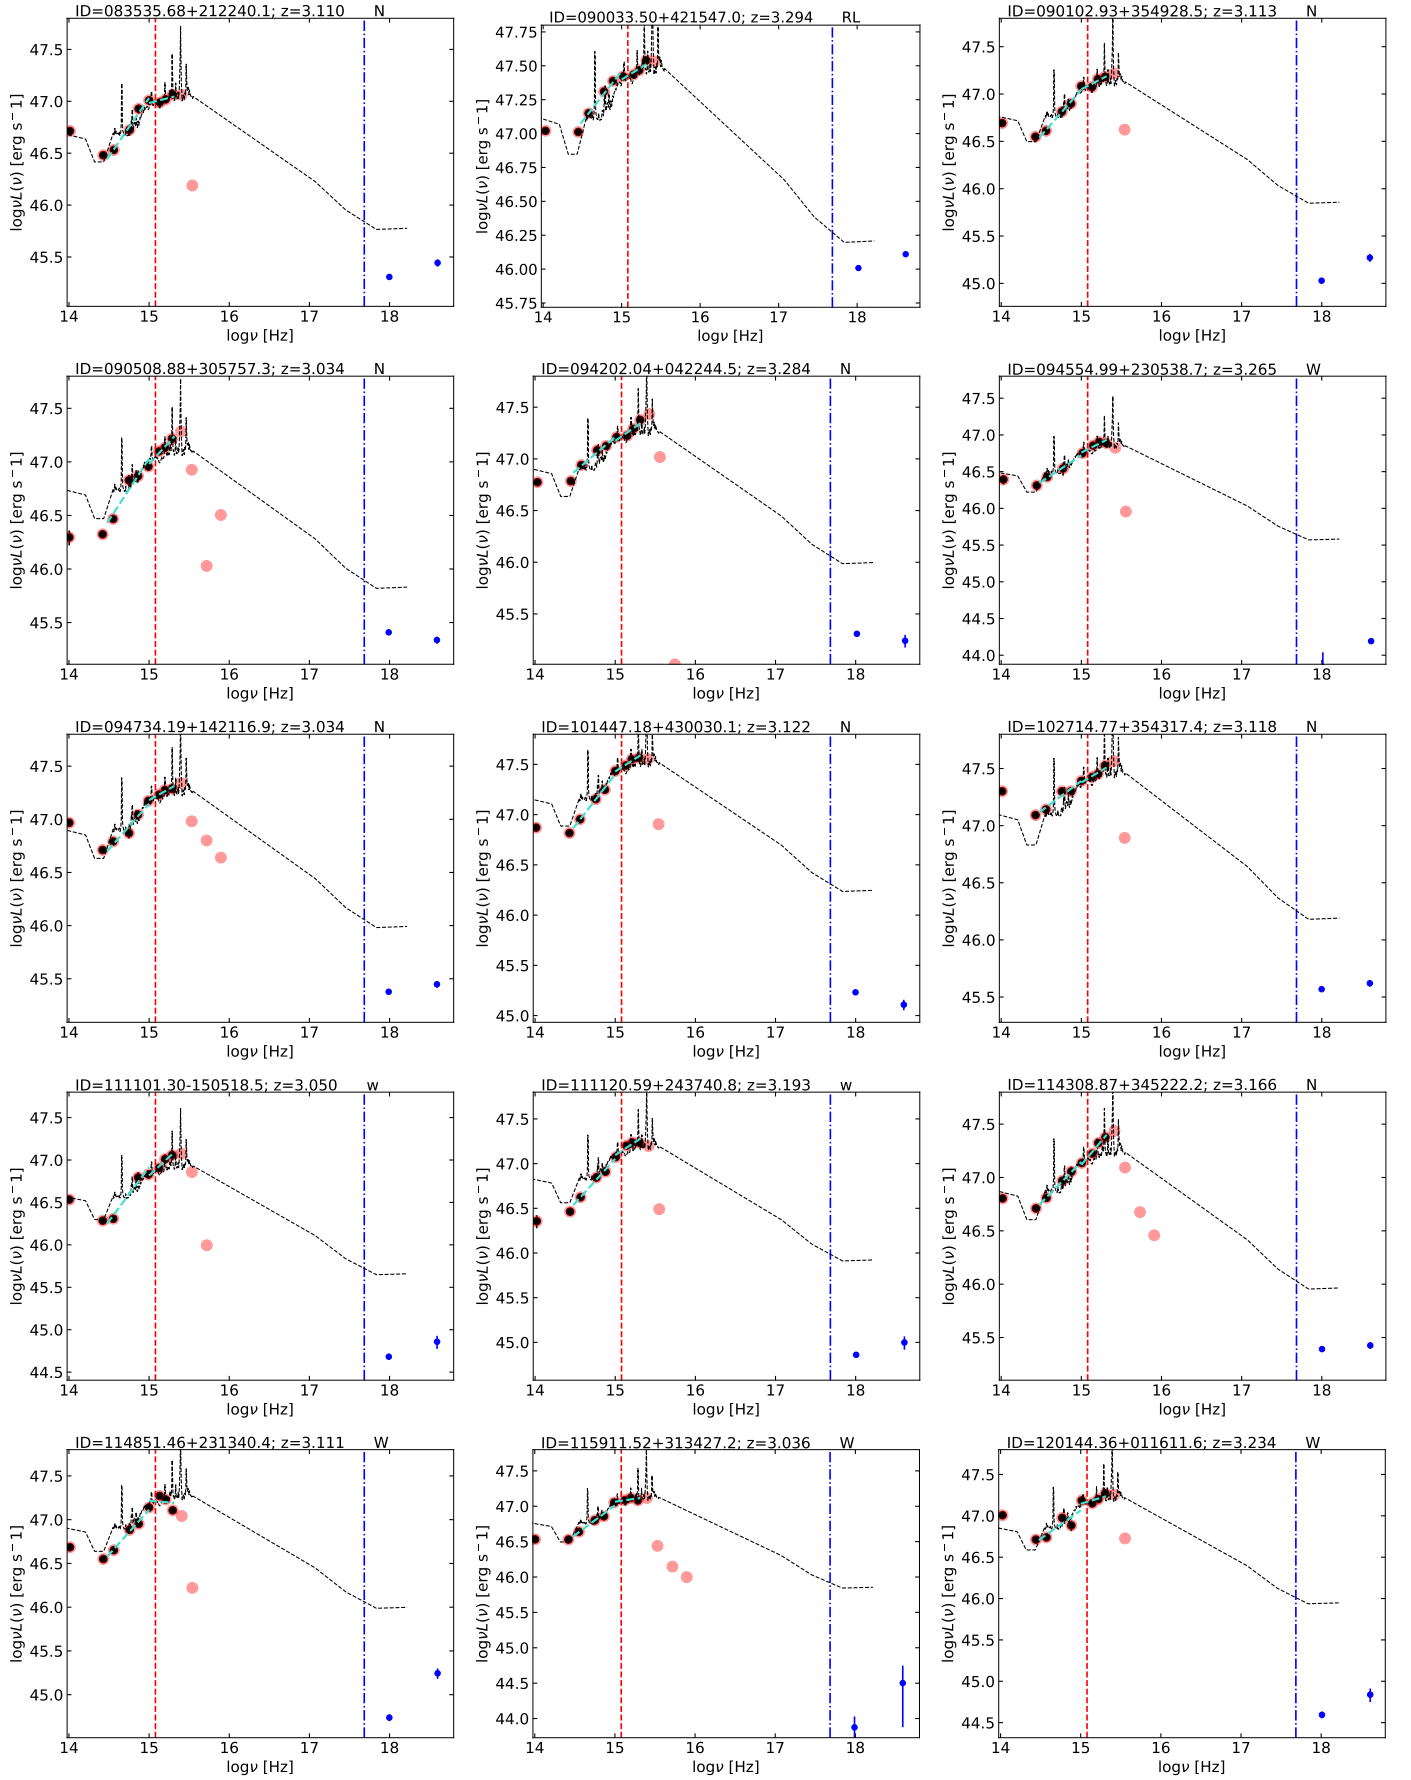 ID=083535.68+212240.1; z=3.110 N
47.5
47.0
46.5
46.0
45.5
logνL(ν) [erg s−1]
14 15 16 17 18
logν [Hz]
ID=090033.50+421547.0; z=3.294 RL
47.75
47.50
47.25
47.00
46.75
46.50
46.25
46.00
45.75
logνL(ν) [erg s−1]
14 15 16 17 18
logν [Hz]
ID=090102.93+354928.5; z=3.113 N
47.5
47.0
46.5
46.0
45.5
45.0
logνL(ν) [erg s−1]
14 15 16 17 18
logν [Hz]
ID=090508.88+305757.3; z=3.034 N
47.5
47.0
46.5
46.0
45.5
logνL(ν) [erg s−1]
14 15 16 17 18
logν [Hz]
ID=094202.04+042244.5; z=3.284 N
47.5
47.0
46.5
46.0
45.5
logνL(ν) [erg s−1]
14 15 16 17 18
logν [Hz]
ID=094554.99+230538.7; z=3.265 W
47.5
47.0
46.5
46.0
45.5
45.0
44.5
44.0
logνL(ν) [erg s−1]
14 15 16 17 18
logν [Hz]
ID=094734.19+142116.9; z=3.034 N
47.5
47.0
46.5
46.0
45.5
logνL(ν) [erg s−1]
14 15 16 17 18
logν [Hz]
ID=101447.18+430030.1; z=3.122 N
47.5
47.0
46.5
46.0
45.5
45.0
logνL(ν) [erg s−1]
14 15 16 17 18
logν [Hz]
ID=102714.77+354317.4; z=3.118 N
47.5
47.0
46.5
46.0
45.5
logνL(ν) [erg s−1]
14 15 16 17 18
logν [Hz]
ID=111101.30-150518.5; z=3.050 w
47.5
47.0
46.5
46.0
45.5
45.0
44.5
logνL(ν) [erg s−1]
14 15 16 17 18
logν [Hz]
ID=111120.59+243740.8; z=3.193 w
47.5
47.0
46.5
46.0
45.5
45.0
logνL(ν) [erg s−1]
14 15 16 17 18
logν [Hz]
ID=114308.87+345222.2; z=3.166 N
47.5
47.0
46.5
46.0
45.5
logνL(ν) [erg s−1]
14 15 16 17 18
logν [Hz]
ID=114851.46+231340.4; z=3.111 W
47.5
47.0
46.5
46.0
45.5
45.0
logνL(ν) [erg s−1]
14 15 16 17 18
logν [Hz]
ID=115911.52+313427.2; z=3.036 W
47.5
47.0
46.5
46.0
45.5
45.0
44.5
44.0
logνL(ν) [erg s−1]
14 15 16 17 18
logν [Hz]
ID=120144.36+011611.6; z=3.234 W
47.5
47.0
46.5
46.0
45.5
45.0
44.5
logνL(ν) [erg s−1]
14 15 16 17 18
logν [Hz]